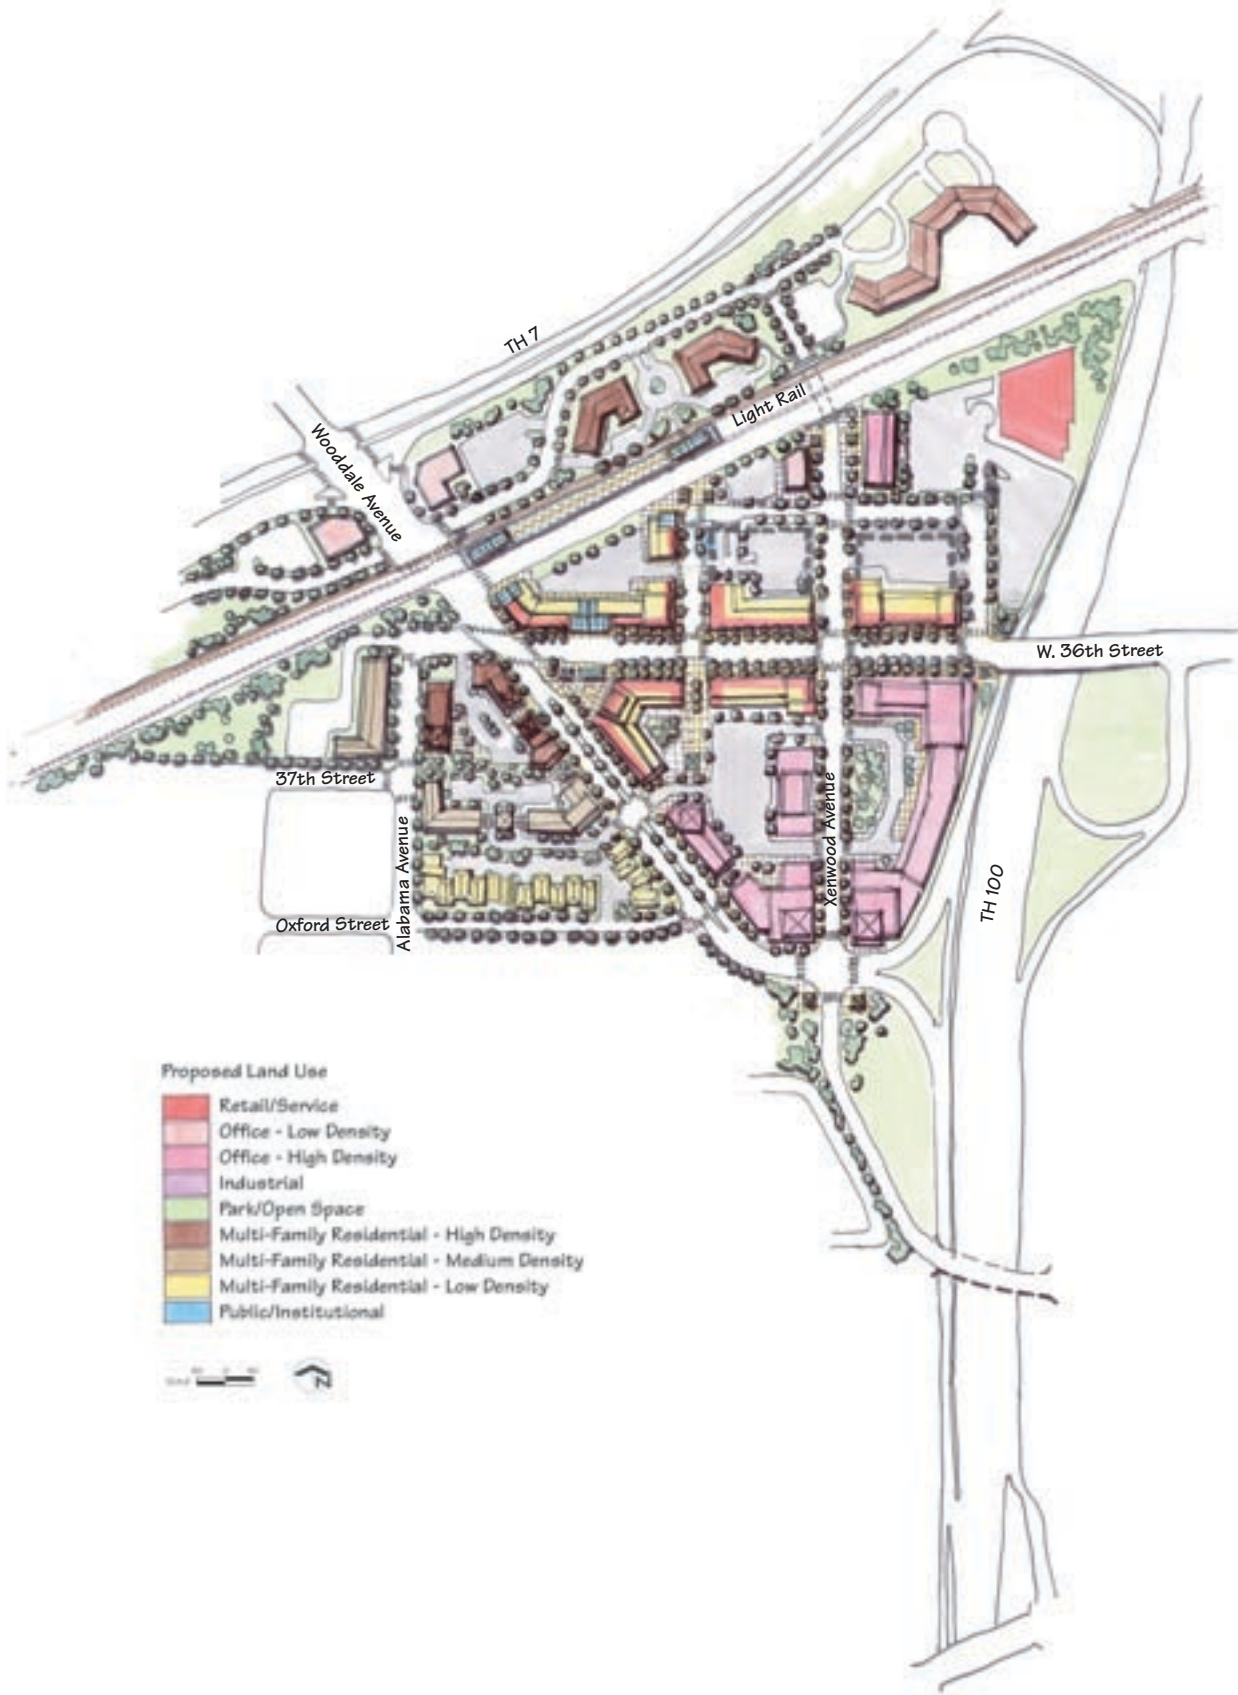 TH 7
Wooddale Avenue
Light Rail
W. 36th Street
37th Street
Alabama Avenue
Xenwood Avenue
TH 100
Oxford Street
Proposed Land Use
Retail/Service
Office - Low Density
Office - High Density
Industrial
Park/Open Space
Multi-Family Residential - High Density
Multi-Family Residential - Medium Density
Multi-Family Residential - Low Density
Public/Institutional
N